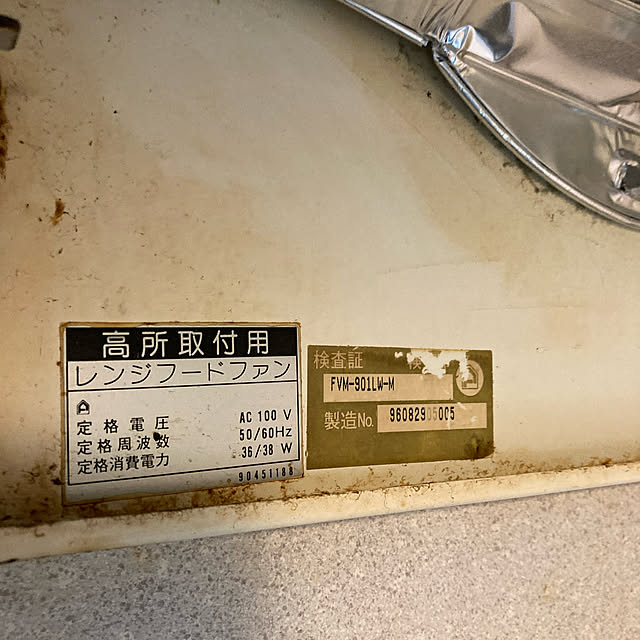 高所取付用
レンジフードファン
定格電圧 AC 100 V
定格周波数 50/60Hz
定格消費電力 36/38 W
90451188
検査証 検
FVM-901LW-M
製造No. 960829050C5